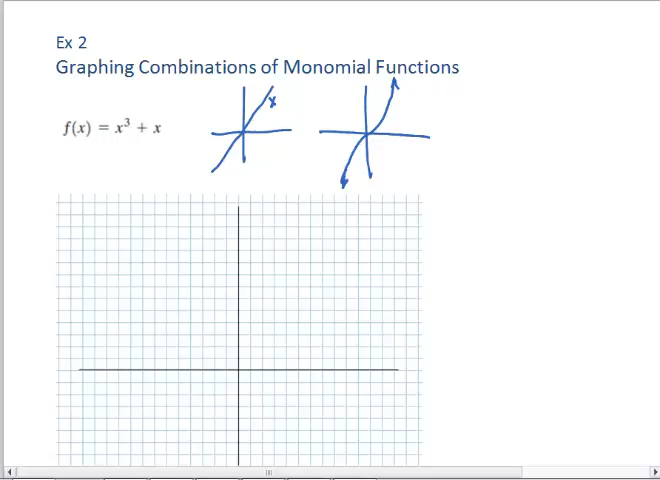 Ex 2
Graphing Combinations of Monomial Functions
f(x) = x³ + x
x